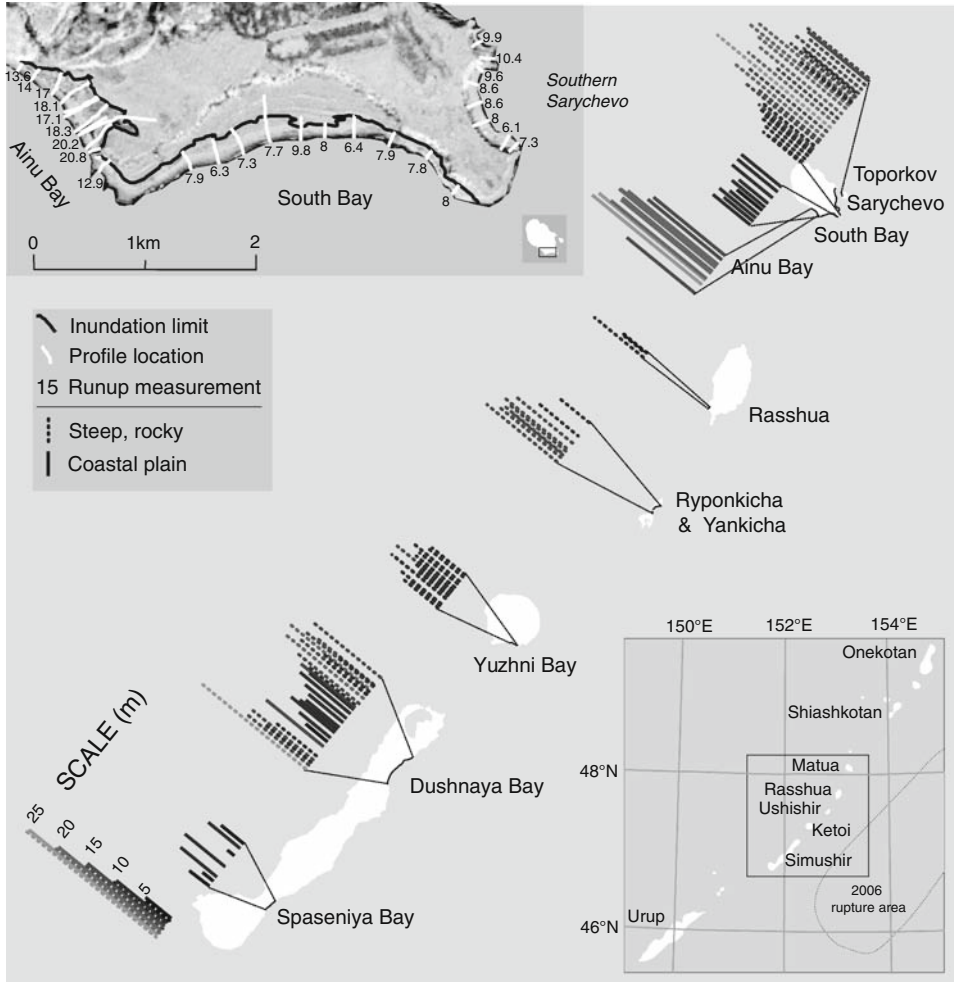 9.9
10.4
9.6
8.6
8.6
8
6.1
7.3
Southern
Sarychevo
13.6
14
17
18.1
17.1
18.3
20.2
20.8
12.9
Ainu Bay
7.9
6.3
7.3
7.7
9.8
8
6.4
7.9
7.8
8
South Bay
0
1km
2
Inundation limit
Profile location
15 Runup measurement
Steep, rocky
Coastal plain
Toporkov
Sarychevo
South Bay
Ainu Bay
Rasshua
Ryponkicha
& Yankicha
Yuzhni Bay
Dushnaya Bay
Spaseniya Bay
SCALE (m)
25
20
15
10
5
150°E
152°E
154°E
Onekotan
Shiashkotan
48°N
Matua
Rasshua
Ushishir
Ketoi
Simushir
2006
rupture area
Urup
46°N